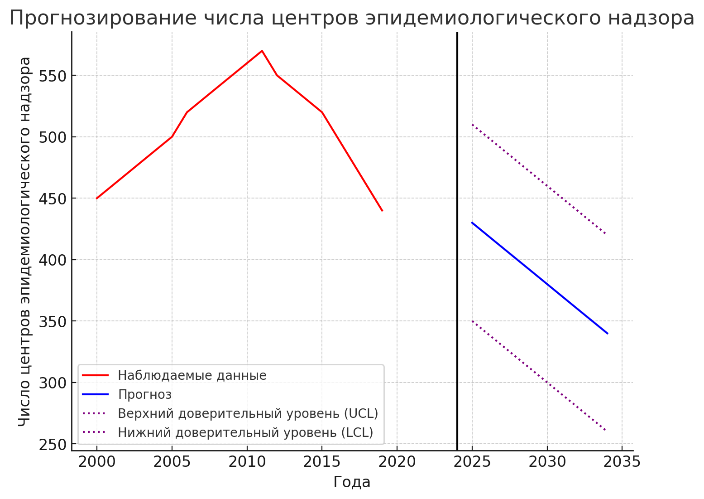 Прогнозирование числа центров эпидемиологического надзора
Число центров эпидемиологического надзора
550
500
450
400
350
300
250
Наблюдаемые данные
Прогноз
Верхний доверительный уровень (UCL)
Нижний доверительный уровень (LCL)
2000
2005
2010
2015
2020
2025
2030
2035
Года